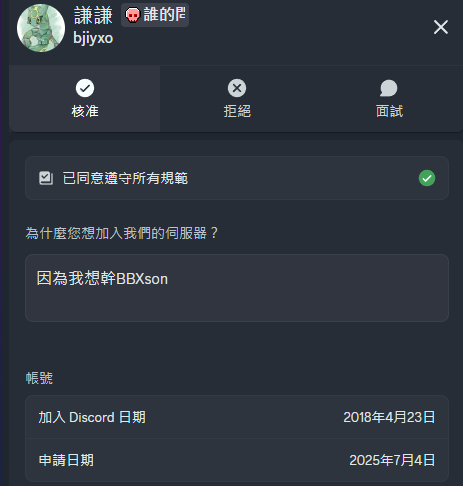 謙謙 誰的問
bjiyxo
核准
拒絕
面試
已同意遵守所有規範
為什麼您想加入我們的伺服器？
因為我想幹BBXson
帳號
加入 Discord 日期 2018年4月23日
申請日期 2025年7月4日